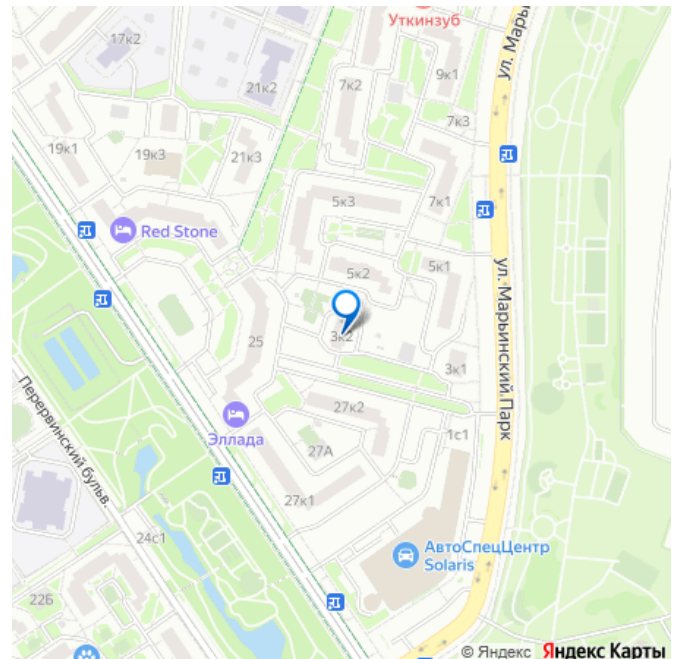 Уткинзуб
17к2
9к1
7к2
21к2
ул. Марьи
7к3
19к1
19к3
21к3
5к3
7к1
Red Stone
5к2
5к1
ул. Марьинский Парк
25
3к2
3к1
27к2
Эллада
1с1
27А
Перервинский бульв.
27к1
24с1
АвтоСпецЦентр
Solaris
22Б
© Яндекс Яндекс Карты